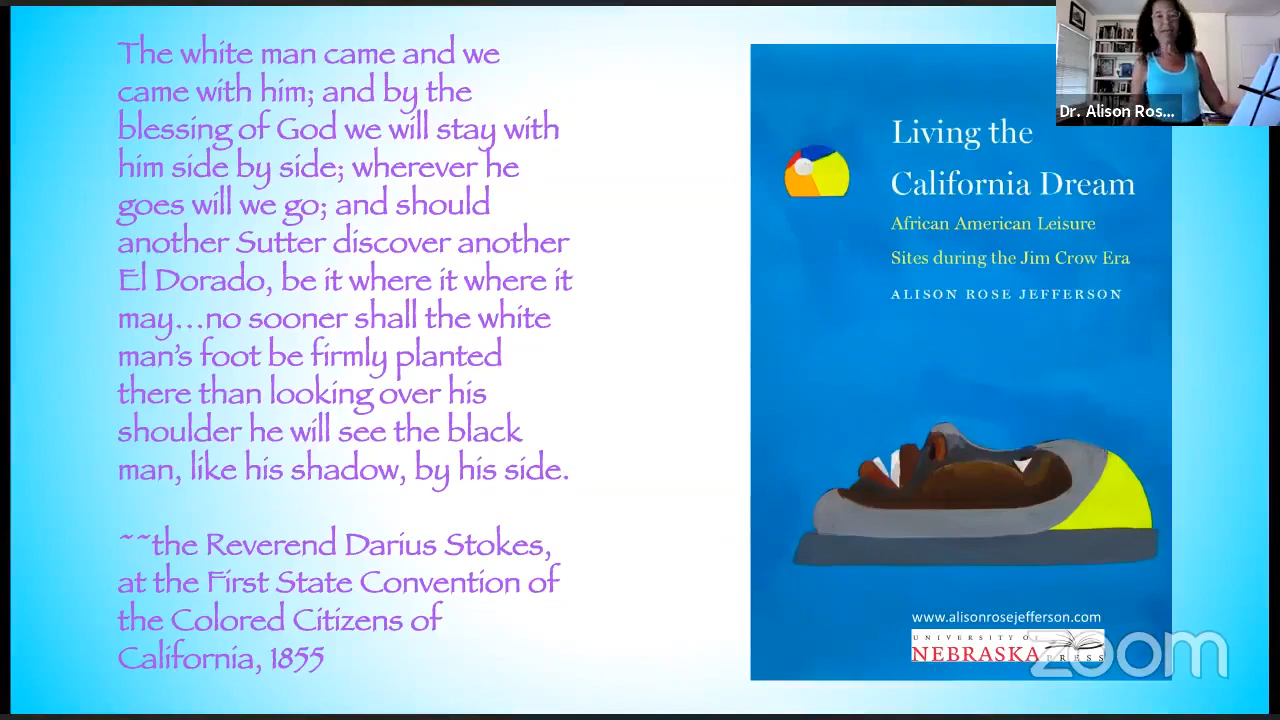 The white man came and we
came with him; and by the
blessing of God we will stay with
him side by side; wherever he
goes will we go; and should
another Sutter discover another
El Dorado, be it where it where it
may...no sooner shall the white
man's foot be firmly planted
there than looking over his
shoulder he will see the black
man, like his shadow, by his side.
~~the Reverend Darius Stokes,
at the First State Convention of
the Colored Citizens of
California, 1855
Dr. Alison Ros...
Living the
California Dream
African American Leisure
Sites during the Jim Crow Era
ALISON ROSE JEFFERSON
www.alisonrosejefferson.com
UNIVERSITY OF
NEBRASKA
PRESS
zoom